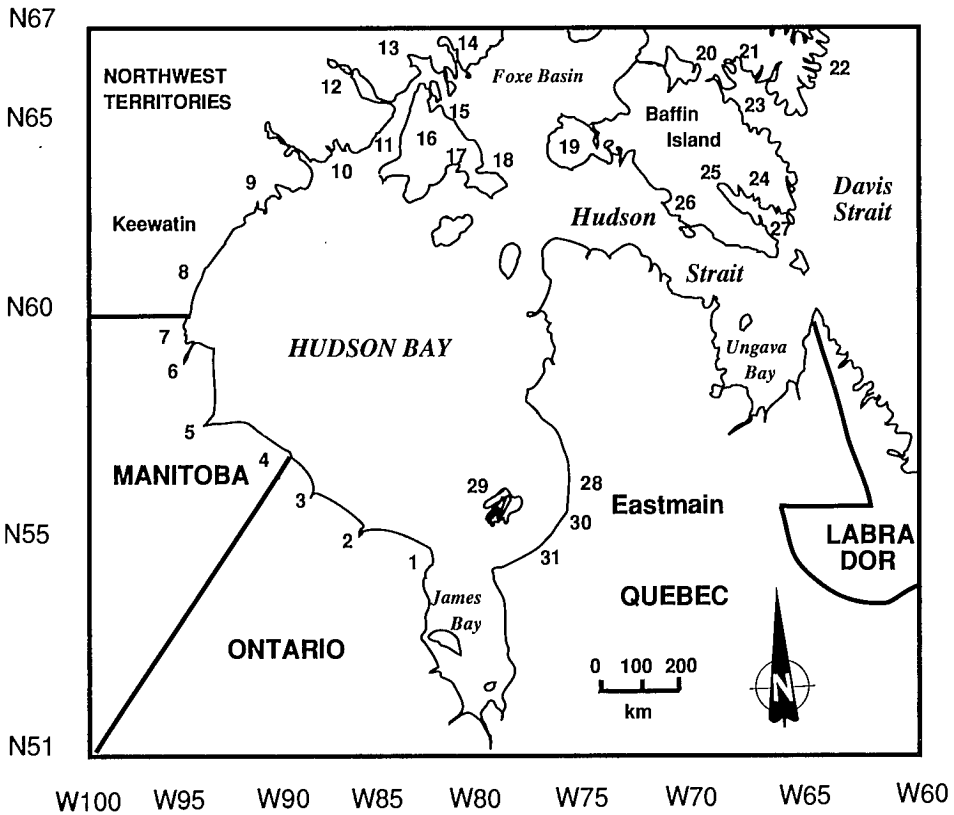 N67
13
14
20
21
22
NORTHWEST
TERRITORIES
12
Foxe Basin
N65
15
23
Baffin
Island
11
16
19
10
17
18
9
25
24
Davis
Strait
Keewatin
Hudson
26
27
8
Strait
N60
7
6
HUDSON BAY
Ungava
Bay
5
4
MANITOBA
3
29
28
Eastmain
30
N55
2
1
31
LABRA
DOR
James
Bay
QUEBEC
ONTARIO
0 100 200
km
N
N51
W100 W95 W90 W85 W80 W75 W70 W65 W60